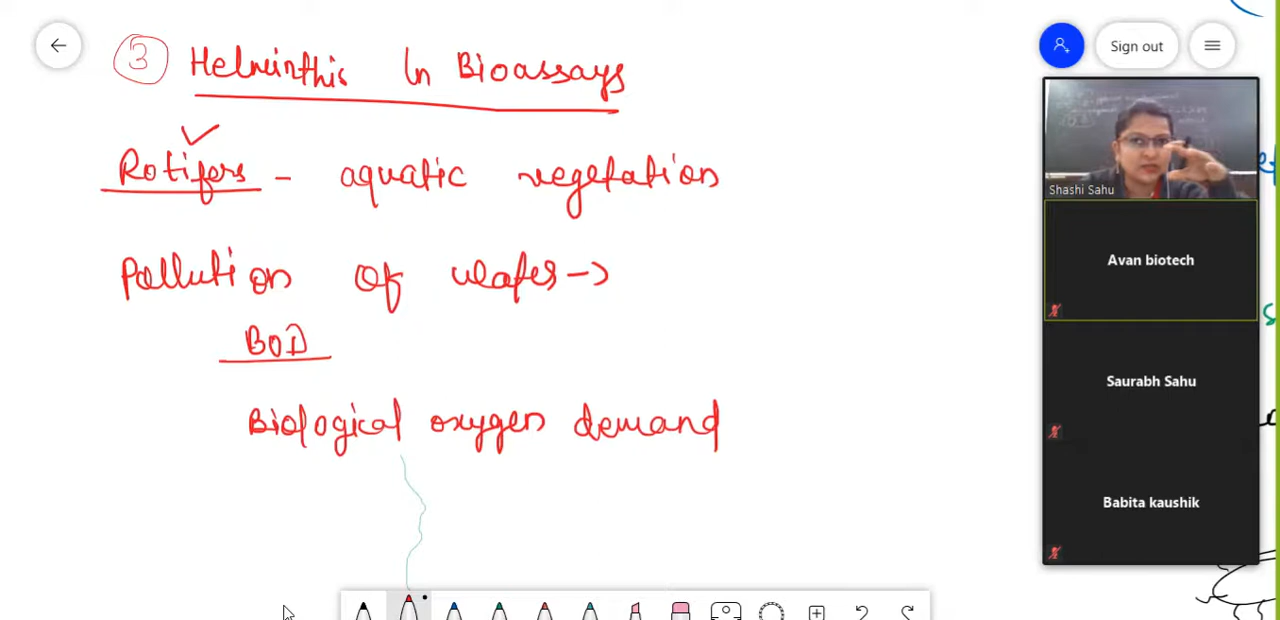 3 Helminthis In Bioassays
Sign out
Rotifers - aquatic vegetation
Shashi Sahu
Pollution of water →
Avan biotech
BOD
Saurabh Sahu
Biological oxygen demand
Babita kaushik